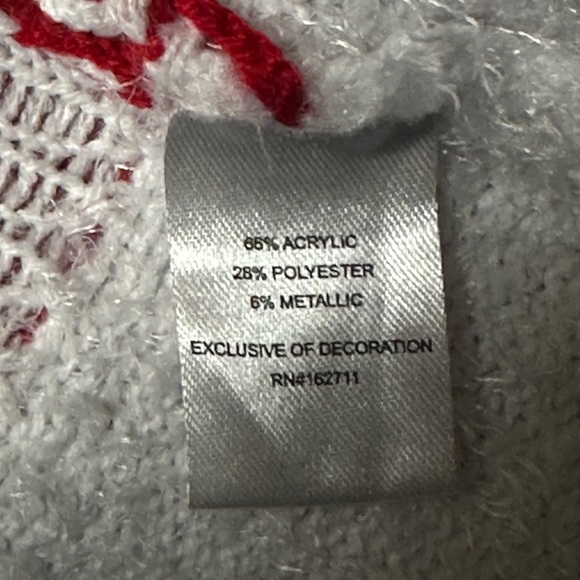 66% ACRYLIC
28% POLYESTER
6% METALLIC
EXCLUSIVE OF DECORATION
RN#162711